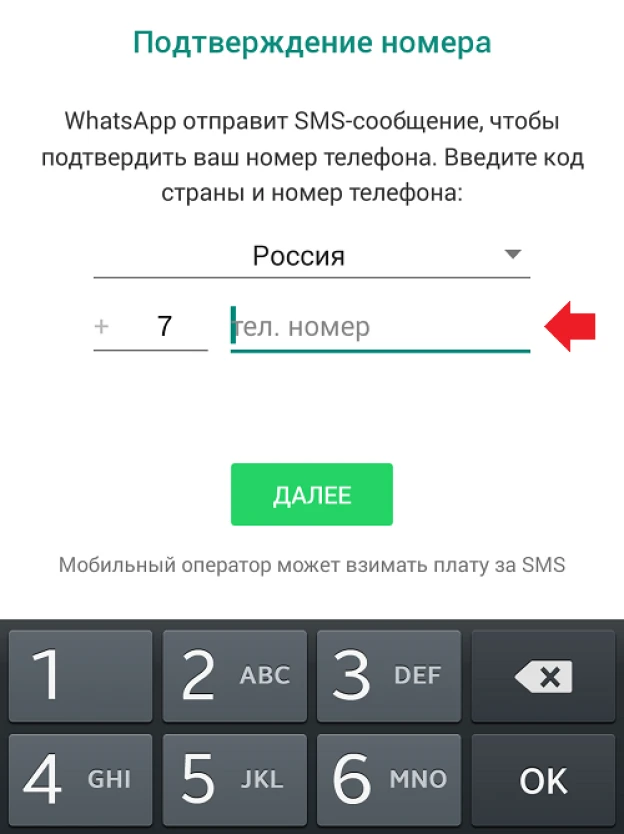 Подтверждение номера
WhatsApp отправит SMS-сообщение, чтобы
подтвердить ваш номер телефона. Введите код
страны и номер телефона:
Россия
+ 7 тел. номер
ДАЛЕЕ
Мобильный оператор может взимать плату за SMS
1 2 ABC 3 DEF
4 GHI 5 JKL 6 MNO OK